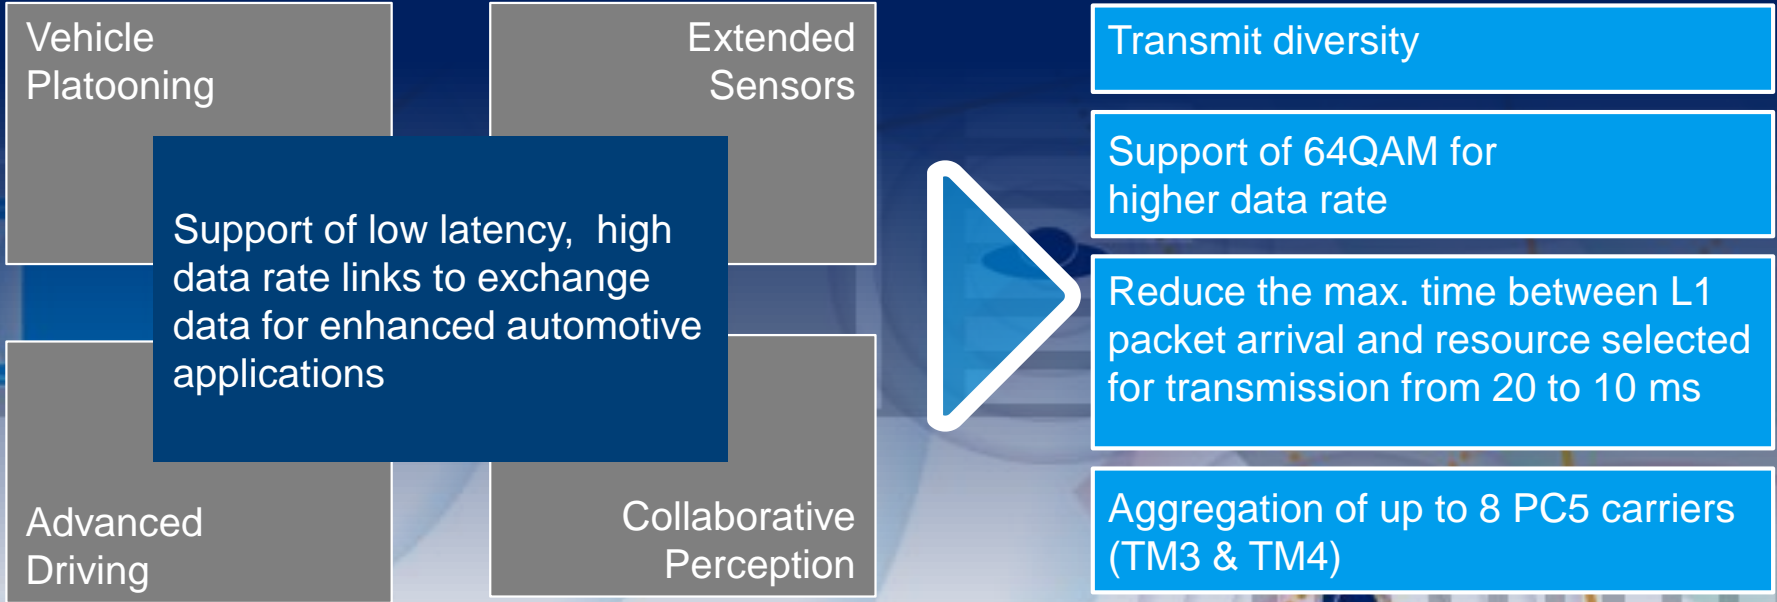 Vehicle
Platooning
Extended
Sensors
Support of low latency,  high
data rate links to exchange
data for enhanced automotive
applications
Advanced
Driving
Collaborative
Perception
Transmit diversity
Support of 64QAM for
higher data rate
Reduce the max. time between L1
packet arrival and resource selected
for transmission from 20 to 10 ms
Aggregation of up to 8 PC5 carriers
(TM3 & TM4)